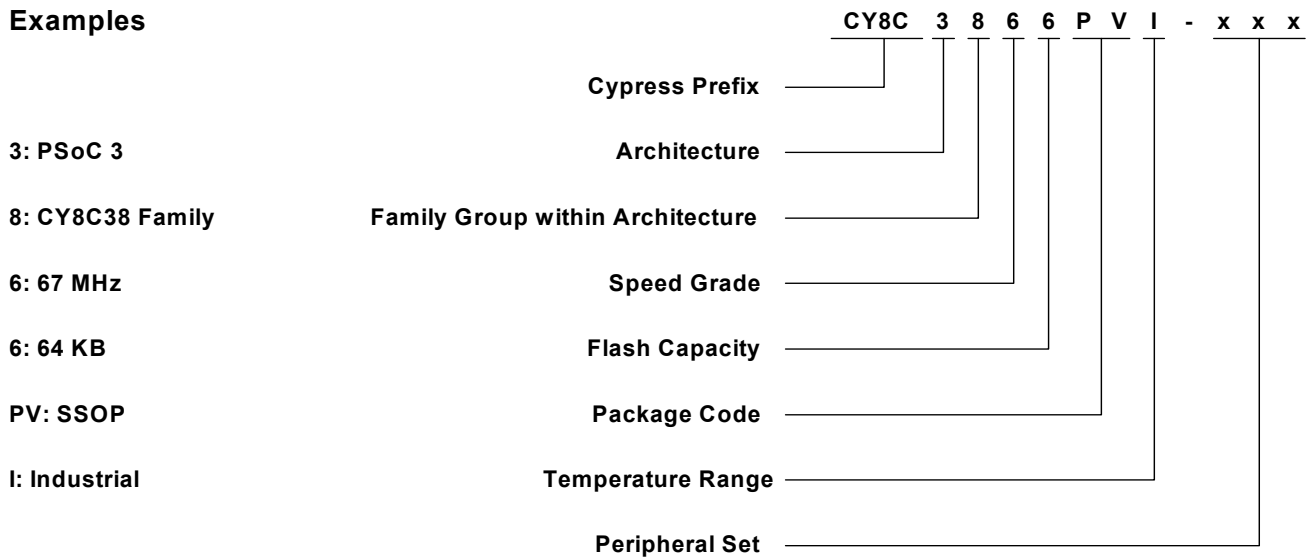 Examples CY8C 3 8 6 6 P V I - x x x
Cypress Prefix
3: PSoC 3 Architecture
8: CY8C38 Family Family Group within Architecture
6: 67 MHz Speed Grade
6: 64 KB Flash Capacity
PV: SSOP Package Code
I: Industrial Temperature Range
Peripheral Set